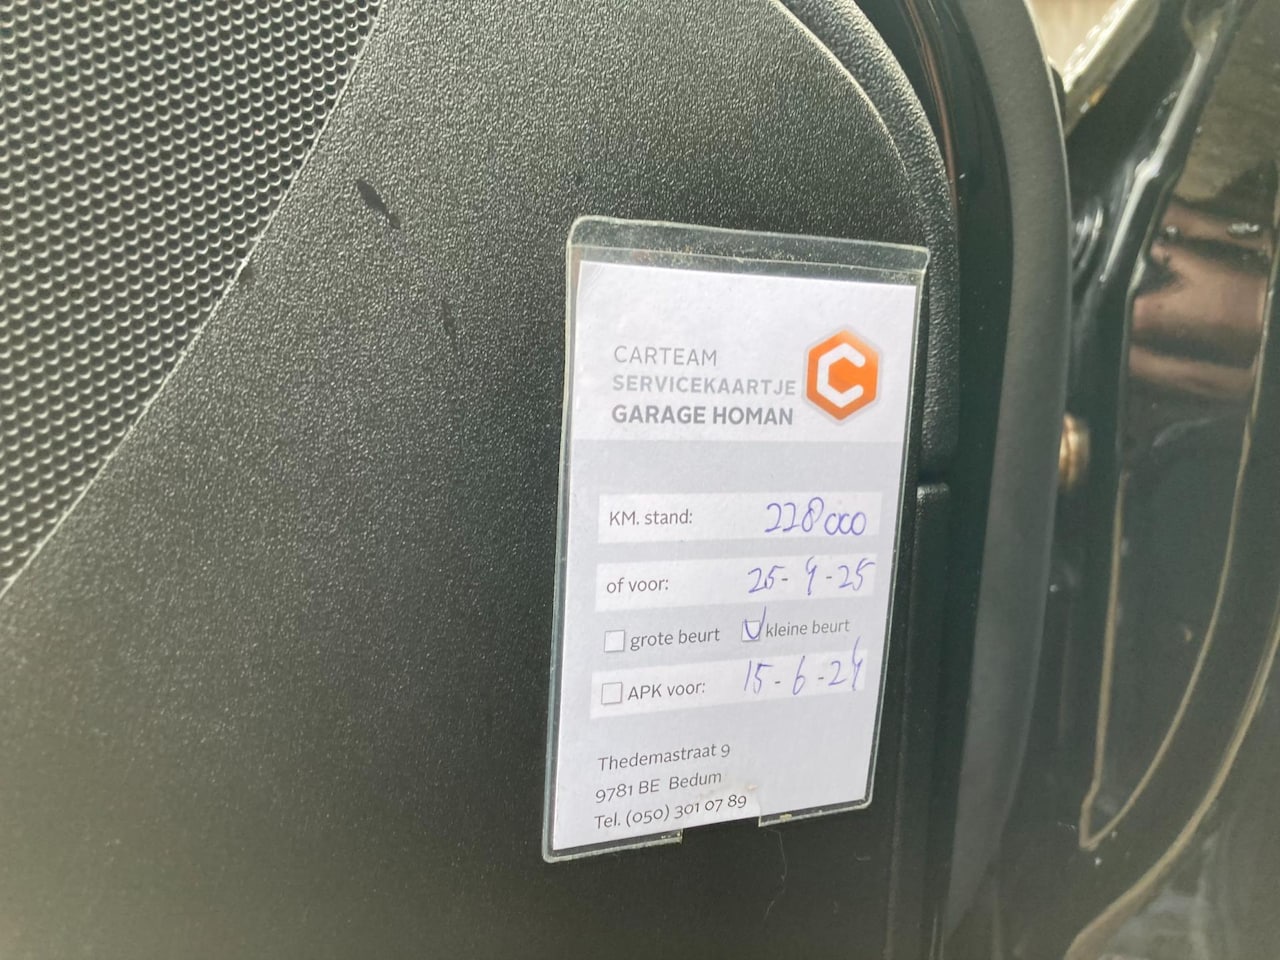 CARTEAM
SERVICEKAARTJE
GARAGE HOMAN
C
KM. stand: 228000
of voor: 25-9-25
grote beurt kleine beurt
APK voor: 15-6-24
Thedemastraat 9
9781 BE Bedum
Tel. (050) 301 07 89